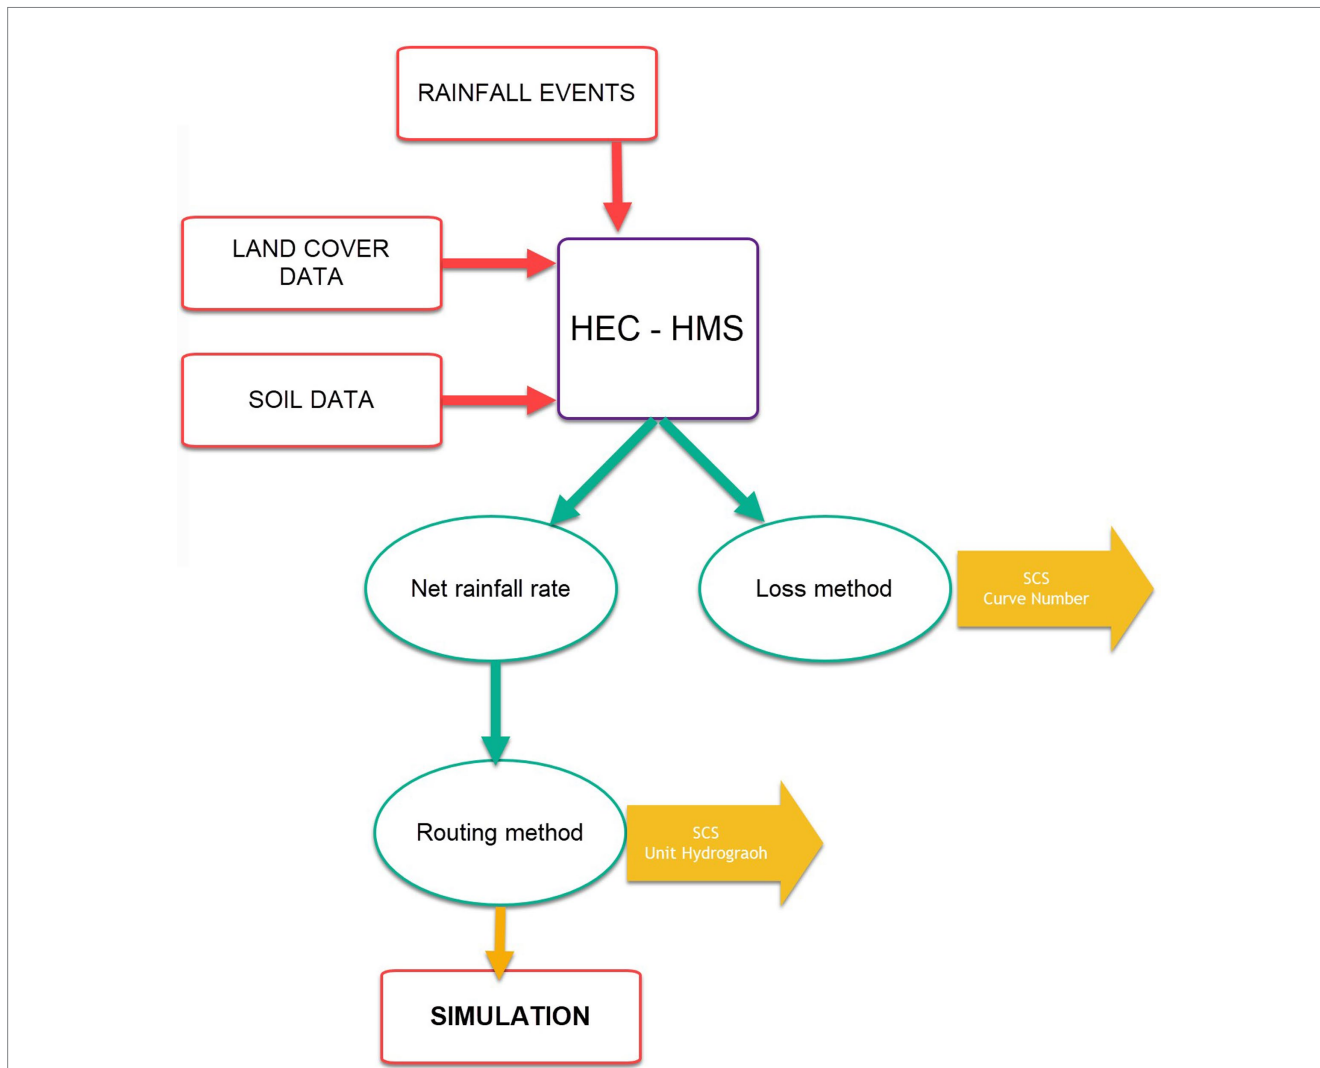 RAINFALL EVENTS
LAND COVER
DATA
HEC - HMS
SOIL DATA
Net rainfall rate
Loss method
SCS
Curve Number
Routing method
SCS
Unit Hydrograoh
SIMULATION